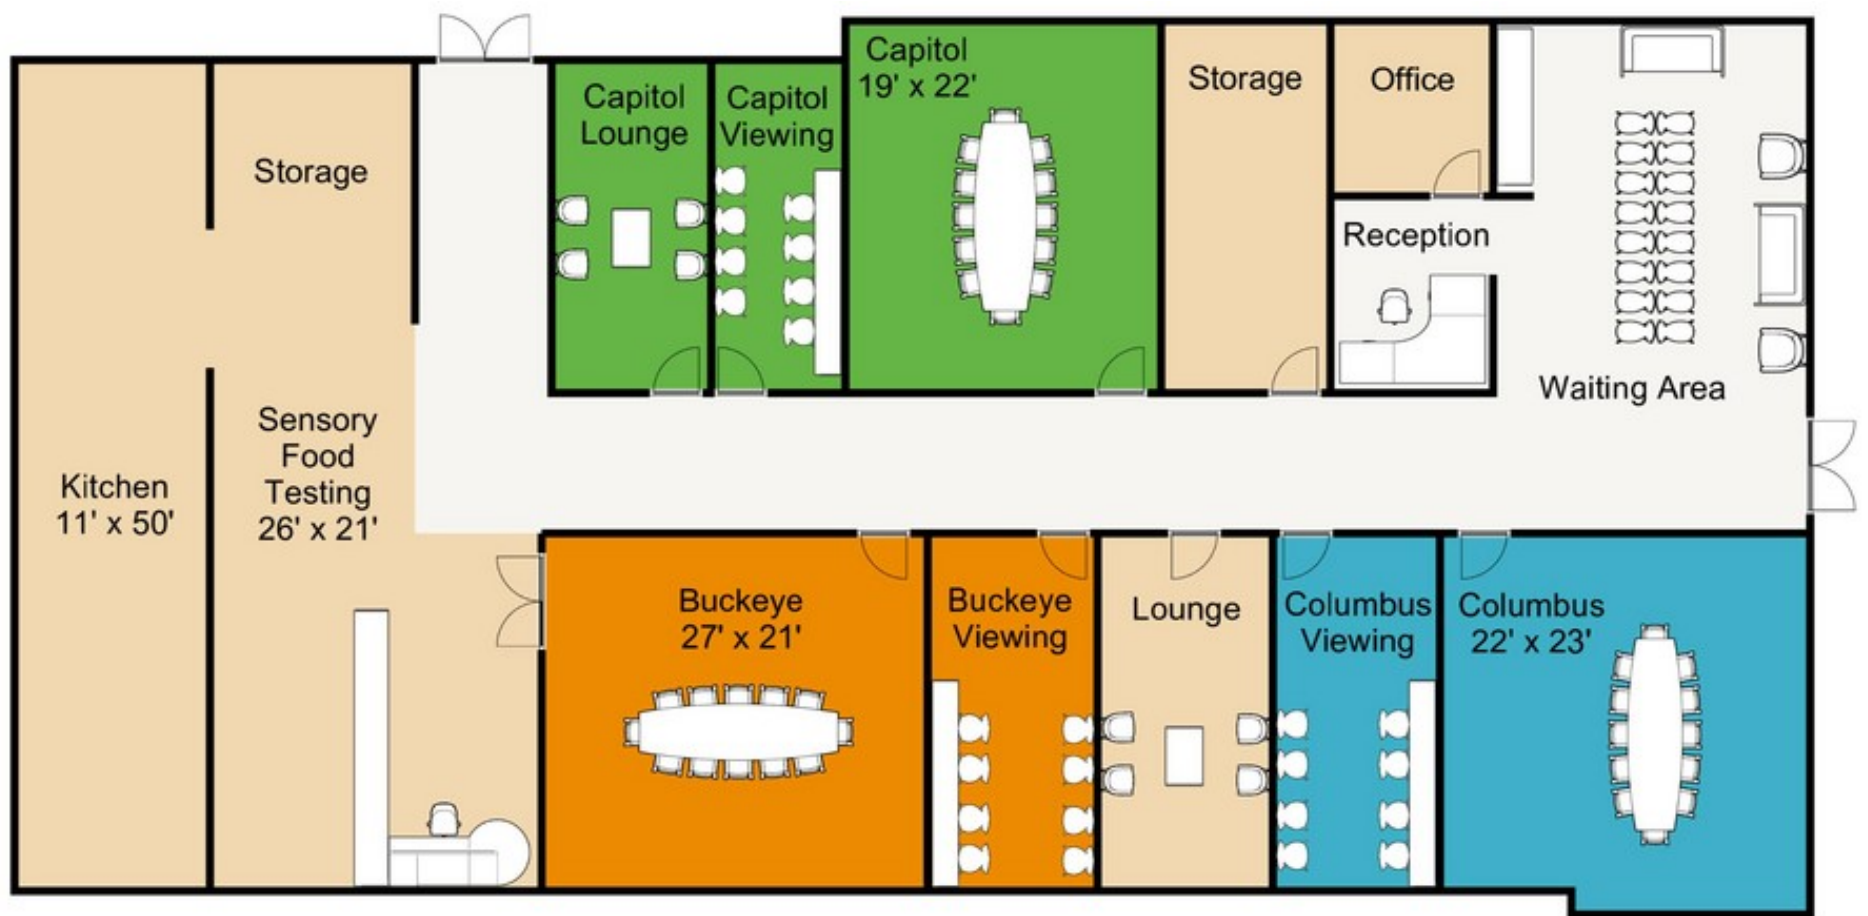 Capitol
19' x 22'
Storage
Office
Capitol
Lounge
Capitol
Viewing
Storage
Reception
Waiting Area
Sensory
Food
Testing
26' x 21'
Kitchen
11' x 50'
Buckeye
27' x 21'
Buckeye
Viewing
Lounge
Columbus
Viewing
Columbus
22' x 23'